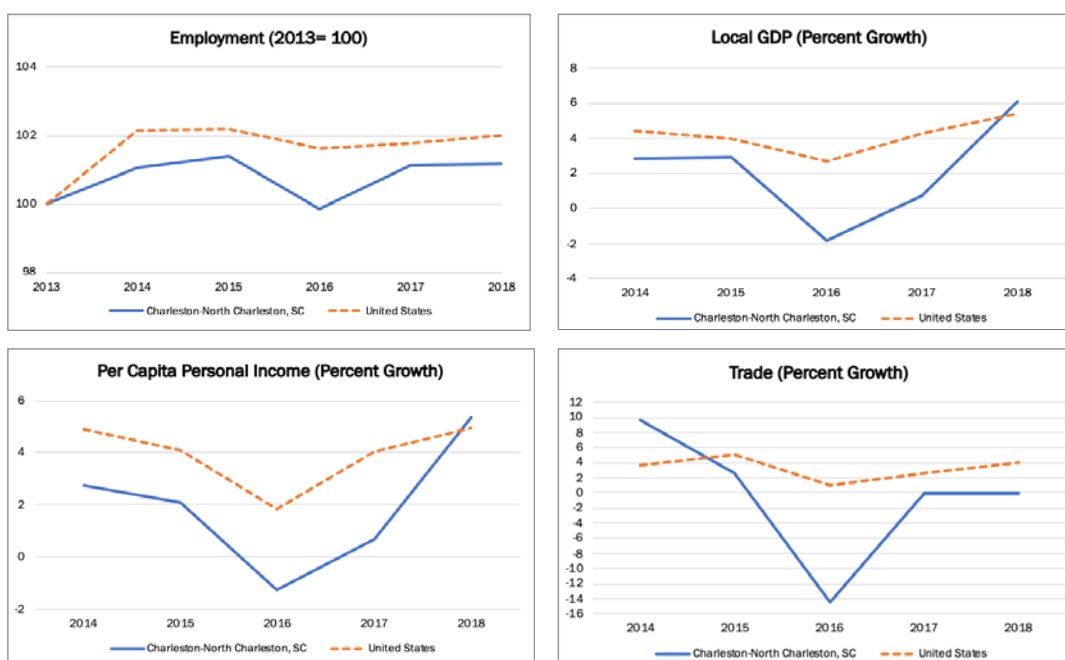 Employment (2013= 100)
104
102
100
98
2013 2014 2015 2016 2017 2018
Charleston-North Charleston, SC United States
Local GDP (Percent Growth)
8
6
4
2
0
-2
-4
2014 2015 2016 2017 2018
Charleston-North Charleston, SC United States
Per Capita Personal Income (Percent Growth)
6
4
2
0
-2
2014 2015 2016 2017 2018
Charleston-North Charleston, SC United States
Trade (Percent Growth)
12
10
8
6
4
2
0
-2
-4
-6
-8
-10
-12
-14
-16
2014 2015 2016 2017 2018
Charleston-North Charleston, SC United States